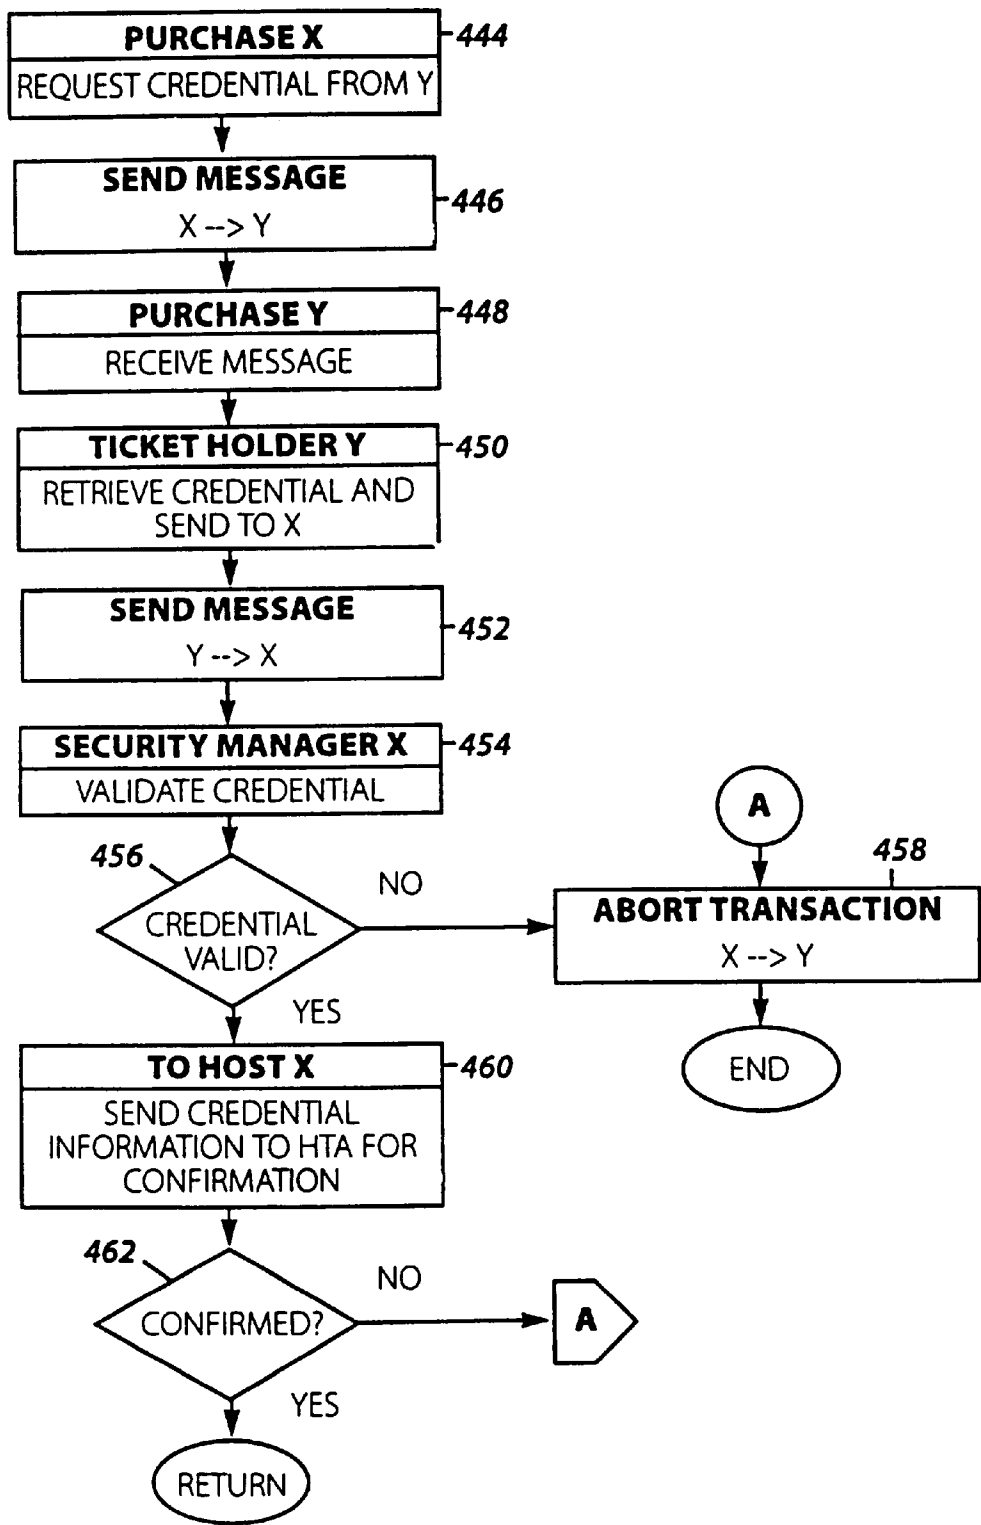 PURCHASE X
444
REQUEST CREDENTIAL FROM Y
SEND MESSAGE
446
X --> Y
PURCHASE Y
448
RECEIVE MESSAGE
TICKET HOLDER Y
450
RETRIEVE CREDENTIAL AND
SEND TO X
SEND MESSAGE
452
Y --> X
SECURITY MANAGER X
454
VALIDATE CREDENTIAL
456
CREDENTIAL
VALID?
NO
YES
A
458
ABORT TRANSACTION
X --> Y
END
TO HOST X
460
SEND CREDENTIAL
INFORMATION TO HTA FOR
CONFIRMATION
462
CONFIRMED?
NO
A
YES
RETURN